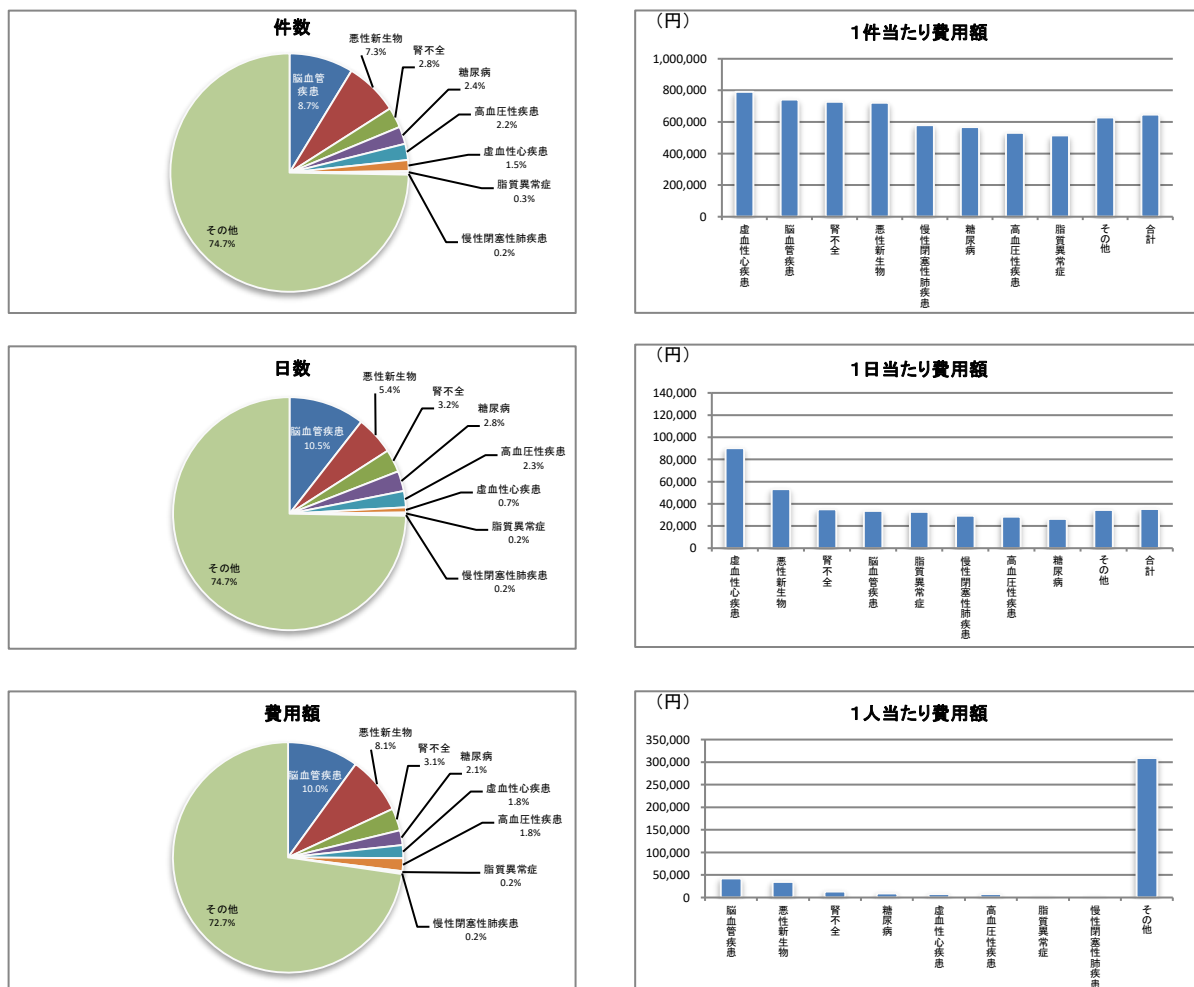 件数
脳血管
疾患
8.7%
悪性新生物
7.3%
腎不全
2.8%
糖尿病
2.4%
高血圧性疾患
2.2%
虚血性心疾患
1.5%
脂質異常症
0.3%
慢性閉塞性肺疾患
0.2%
その他
74.7%
（円）
1件当たり費用額
1,000,000
800,000
600,000
400,000
200,000
0
虚血性心疾患
脳血管疾患
腎不全
悪性新生物
慢性閉塞性肺疾患
糖尿病
高血圧性疾患
脂質異常症
その他
合計
日数
脳血管疾患
10.5%
悪性新生物
5.4%
腎不全
3.2%
糖尿病
2.8%
高血圧性疾患
2.3%
虚血性心疾患
0.7%
脂質異常症
0.2%
慢性閉塞性肺疾患
0.2%
その他
74.7%
（円）
1日当たり費用額
140,000
120,000
100,000
80,000
60,000
40,000
20,000
0
虚血性心疾患
悪性新生物
腎不全
脳血管疾患
脂質異常症
慢性閉塞性肺疾患
高血圧性疾患
糖尿病
その他
合計
費用額
脳血管疾患
10.0%
悪性新生物
8.1%
腎不全
3.1%
糖尿病
2.1%
虚血性心疾患
1.8%
高血圧性疾患
1.8%
脂質異常症
0.2%
慢性閉塞性肺疾患
0.2%
その他
72.7%
（円）
1人当たり費用額
350,000
300,000
250,000
200,000
150,000
100,000
50,000
0
脳血管疾患
悪性新生物
腎不全
糖尿病
虚血性心疾患
高血圧性疾患
脂質異常症
慢性閉塞性肺疾患
その他